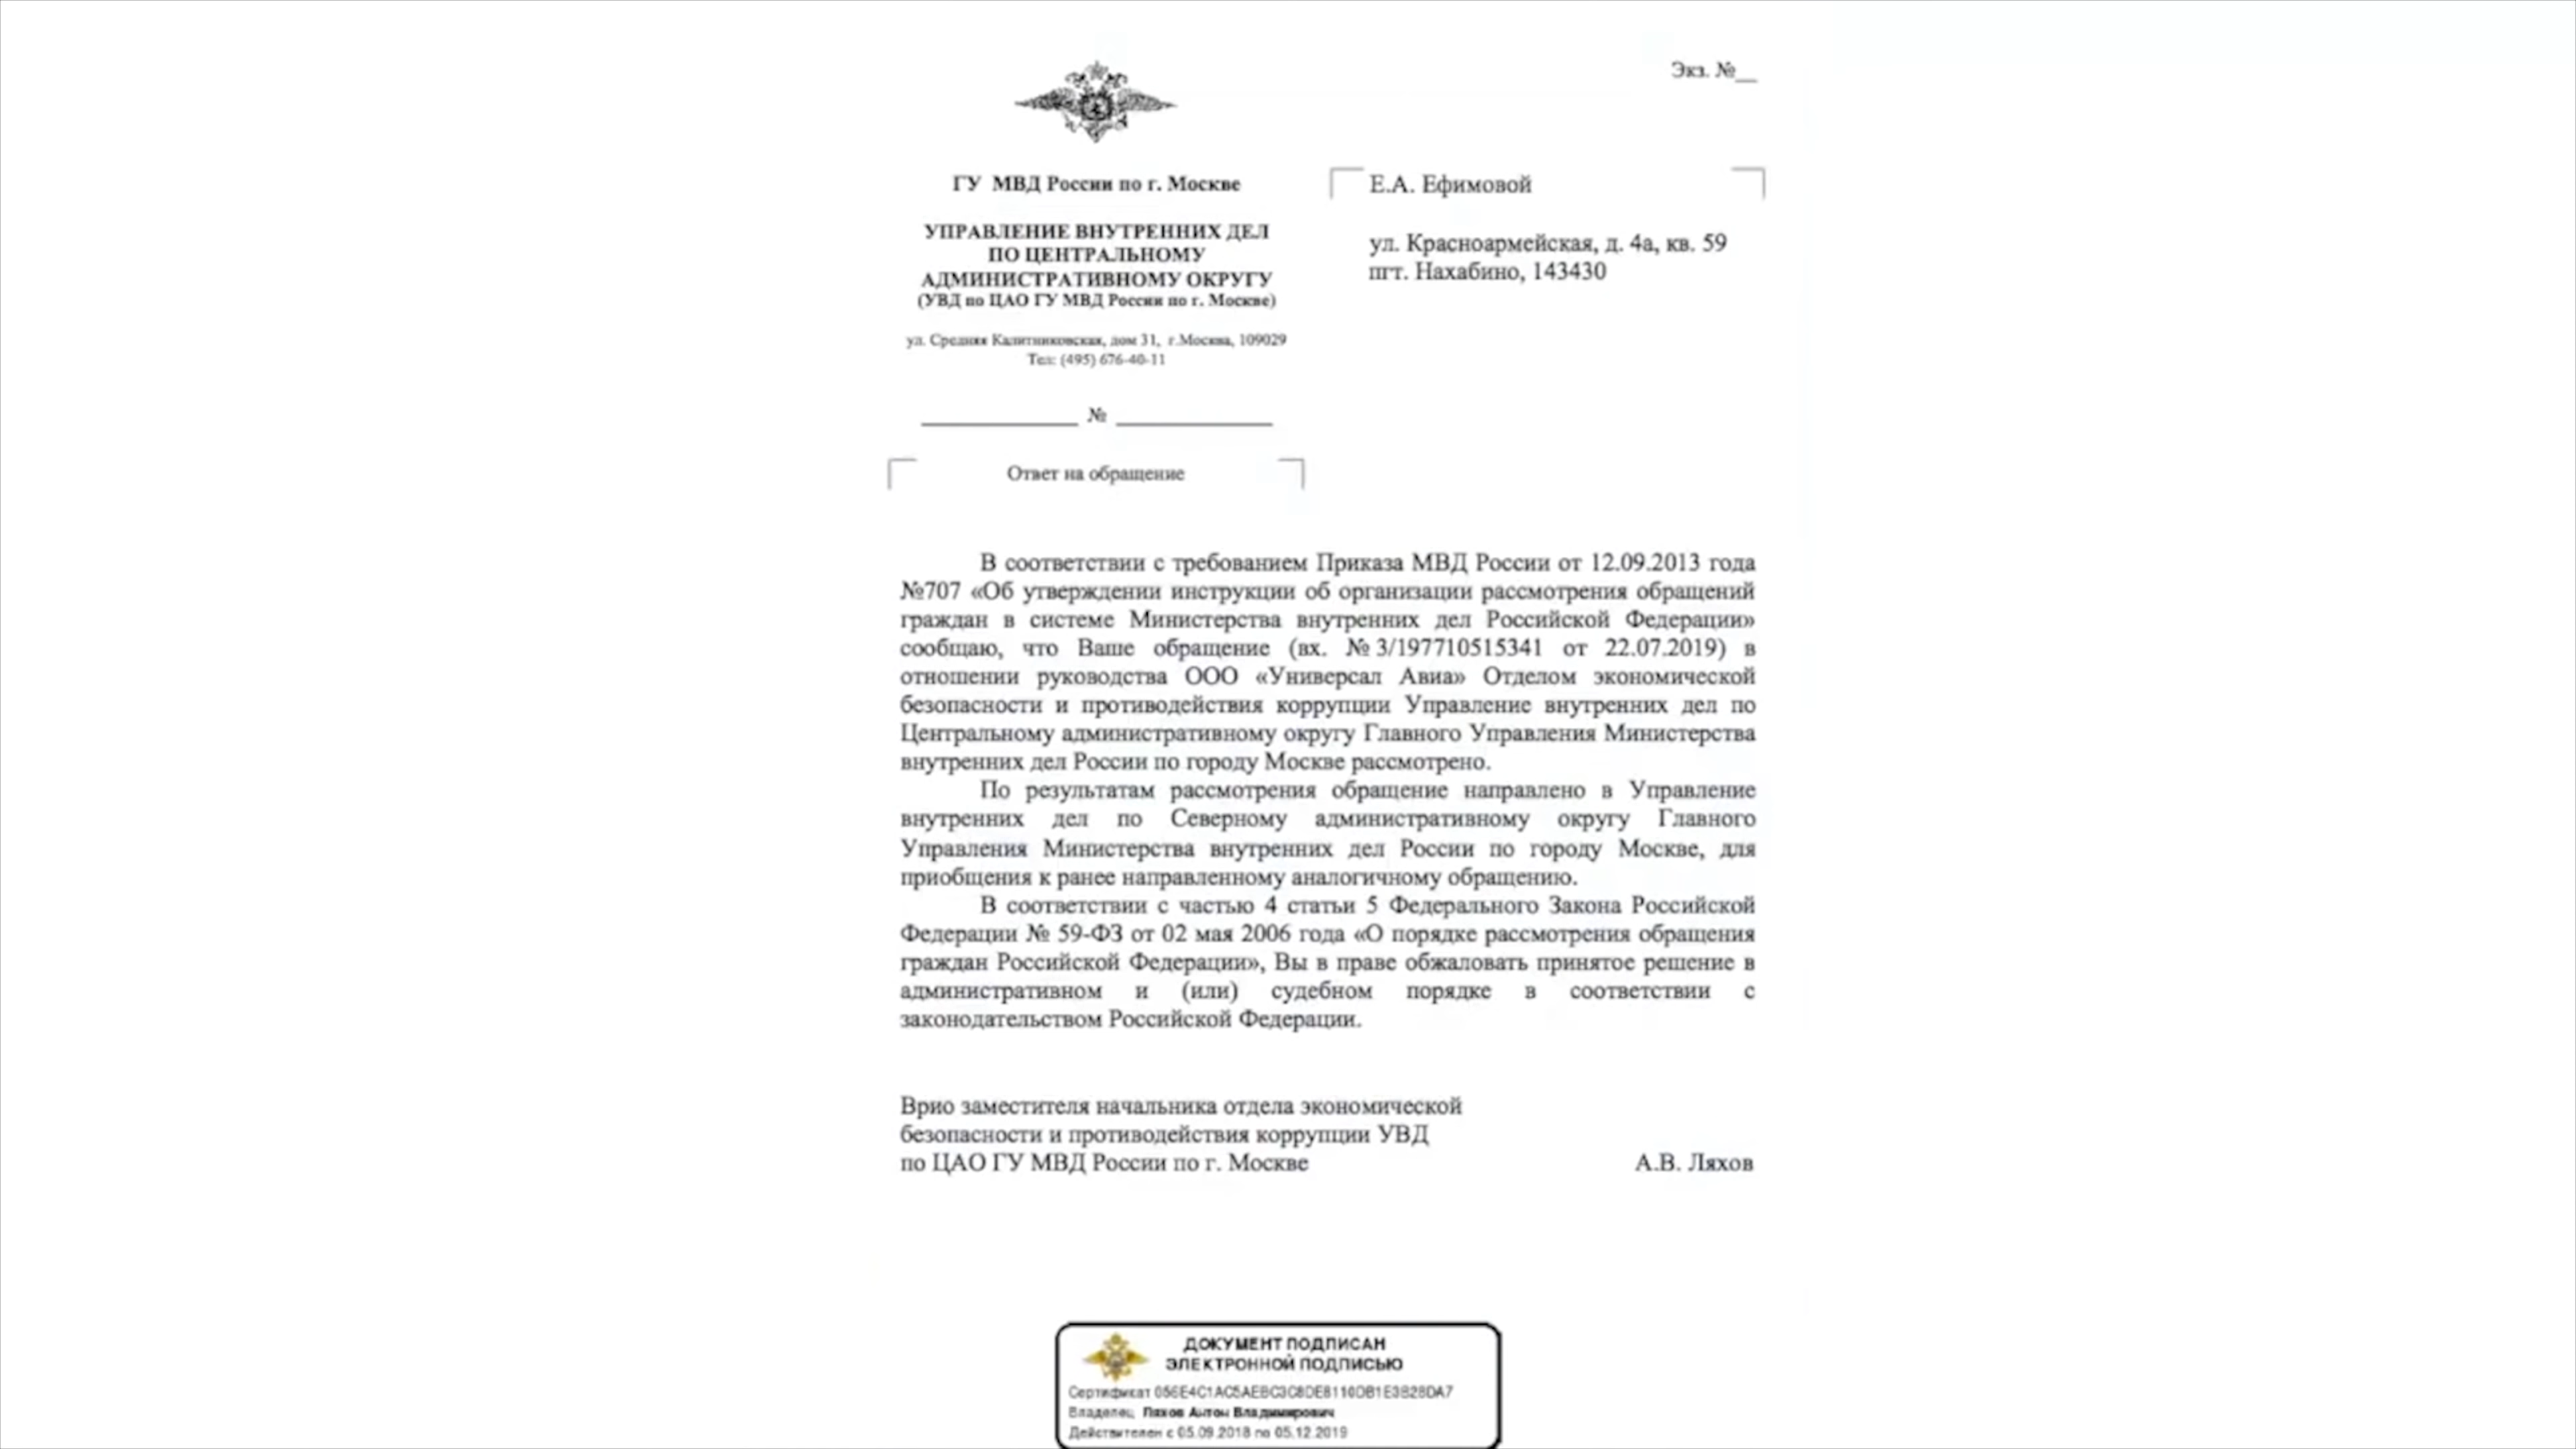 Экз. №__
ГУ МВД России по г. Москве
УПРАВЛЕНИЕ ВНУТРЕННИХ ДЕЛ
ПО ЦЕНТРАЛЬНОМУ
АДМИНИСТРАТИВНОМУ ОКРУГУ
(УВД по ЦАО ГУ МВД России по г. Москве)
ул. Средняя Калитниковская, дом 31, г.Москва, 109029
Тел: (495) 676-40-11
____________ № ____________
Ответ на обращение
Е.А. Ефимовой
ул. Красноармейская, д. 4а, кв. 59
пгт. Нахабино, 143430
В соответствии с требованием Приказа МВД России от 12.09.2013 года
№707 «Об утверждении инструкции об организации рассмотрения обращений
граждан в системе Министерства внутренних дел Российской Федерации»
сообщаю, что Ваше обращение (вх. № 3/197710515341 от 22.07.2019) в
отношении руководства ООО «Универсал Авиа» Отделом экономической
безопасности и противодействия коррупции Управление внутренних дел по
Центральному административному округу Главного Управления Министерства
внутренних дел России по городу Москве рассмотрено.
По результатам рассмотрения обращение направлено в Управление
внутренних дел по Северному административному округу Главного
Управления Министерства внутренних дел России по городу Москве, для
приобщения к ранее направленному аналогичному обращению.
В соответствии с частью 4 статьи 5 Федерального Закона Российской
Федерации № 59-ФЗ от 02 мая 2006 года «О порядке рассмотрения обращения
граждан Российской Федерации», Вы в праве обжаловать принятое решение в
административном и (или) судебном порядке в соответствии с
законодательством Российской Федерации.
Врио заместителя начальника отдела экономической
безопасности и противодействия коррупции УВД
по ЦАО ГУ МВД России по г. Москве А.В. Ляхов
ДОКУМЕНТ ПОДПИСАН
ЭЛЕКТРОННОЙ ПОДПИСЬЮ
Сертификат 056E4C1AC5AEBC3C8DE8110DB1E3B28DA7
Владелец Ляхов Антон Владимирович
Действителен с 05.09.2018 по 05.12.2019